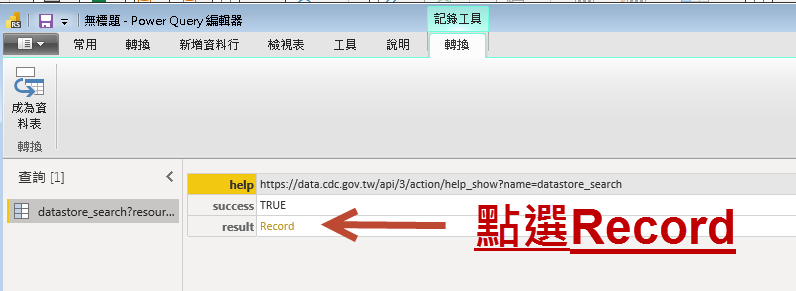 無標題 - Power Query 編輯器
記錄工具
常用 轉換 新增資料行 檢視表 工具 說明 轉換
成為資
料表
轉換
查詢 [1]
help https://data.cdc.gov.tw/api/3/action/help_show?name=datastore_search
datastore_search?resour...
success TRUE
result Record
點選Record